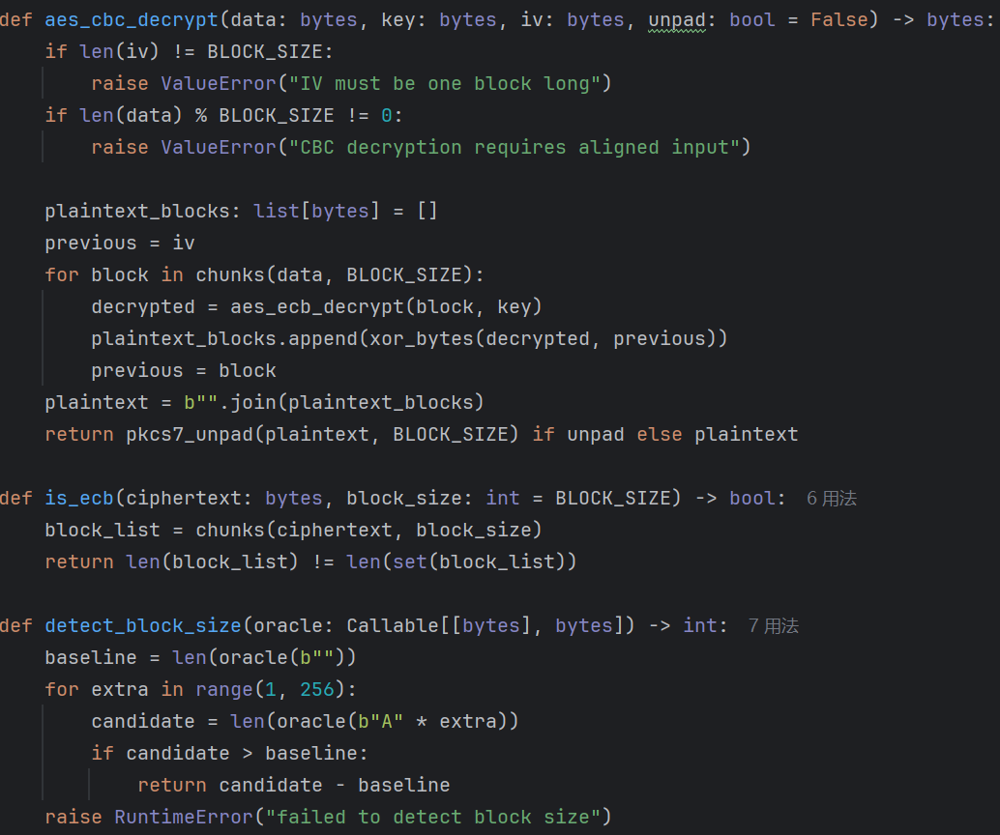 def aes_cbc_decrypt(data: bytes, key: bytes, iv: bytes, unpad: bool = False) -> bytes:
    if len(iv) != BLOCK_SIZE:
        raise ValueError("IV must be one block long")
    if len(data) % BLOCK_SIZE != 0:
        raise ValueError("CBC decryption requires aligned input")

    plaintext_blocks: list[bytes] = []
    previous = iv
    for block in chunks(data, BLOCK_SIZE):
        decrypted = aes_ecb_decrypt(block, key)
        plaintext_blocks.append(xor_bytes(decrypted, previous))
        previous = block
    plaintext = b"".join(plaintext_blocks)
    return pkcs7_unpad(plaintext, BLOCK_SIZE) if unpad else plaintext

def is_ecb(ciphertext: bytes, block_size: int = BLOCK_SIZE) -> bool: 6 用法
    block_list = chunks(ciphertext, block_size)
    return len(block_list) != len(set(block_list))

def detect_block_size(oracle: Callable[[bytes], bytes]) -> int: 7 用法
    baseline = len(oracle(b""))
    for extra in range(1, 256):
        candidate = len(oracle(b"A" * extra))
        if candidate > baseline:
            return candidate - baseline
    raise RuntimeError("failed to detect block size")